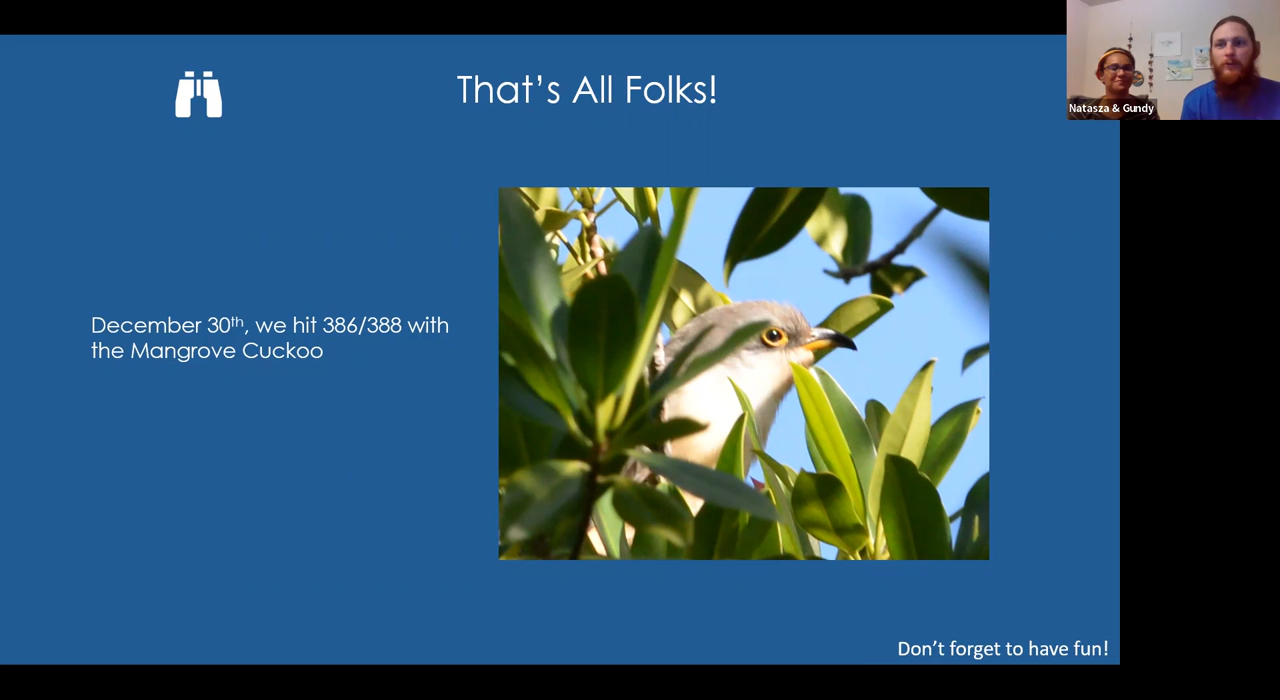 That's All Folks!
Natasza & Gundy
December 30th, we hit 386/388 with
the Mangrove Cuckoo
Don't forget to have fun!